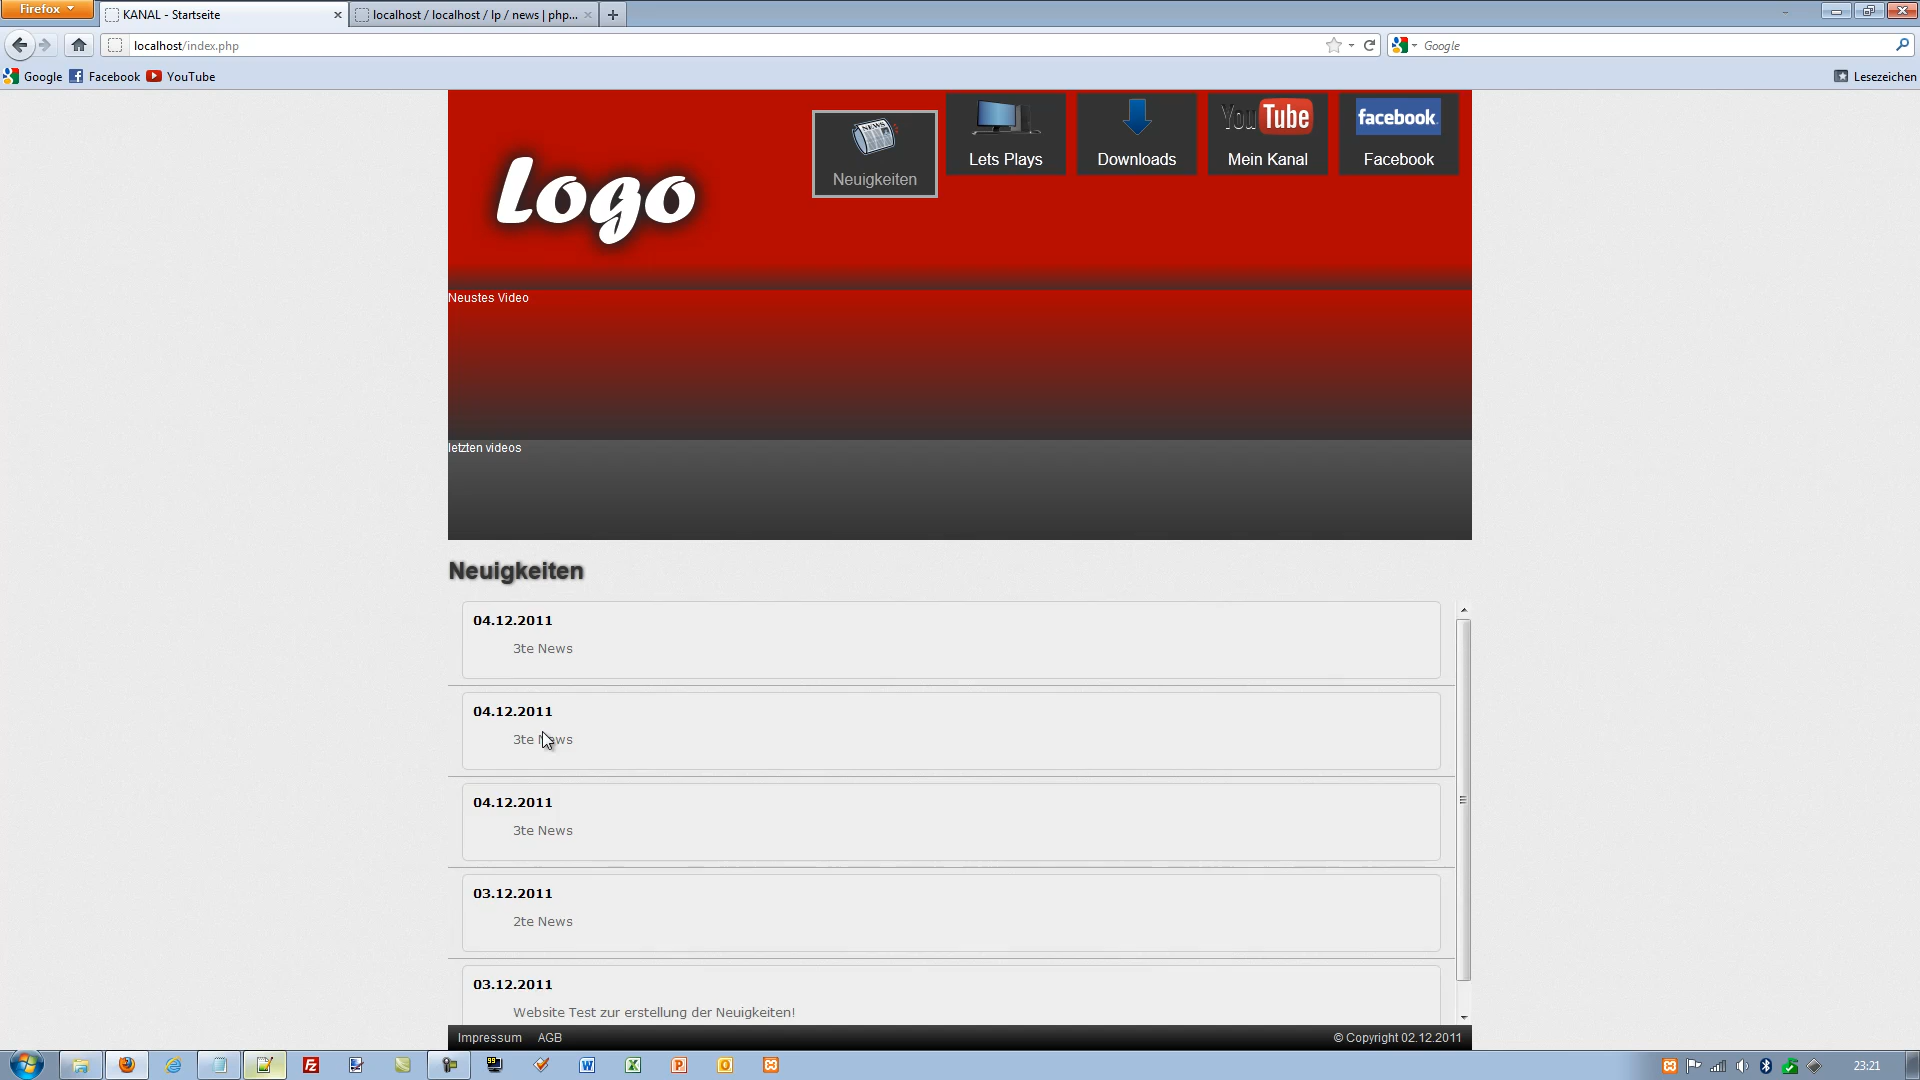 Firefox
KANAL - Startseite
localhost / localhost / lp / news | php...
localhost/index.php
Google
Google
Facebook
YouTube
Lesezeichen
Logo
NEWS
Neuigkeiten
Lets Plays
Downloads
YouTube
Mein Kanal
facebook
Facebook
Neustes Video
letzten videos
Neuigkeiten
04.12.2011
3te News
04.12.2011
3te News
04.12.2011
3te News
03.12.2011
2te News
03.12.2011
Website Test zur erstellung der Neuigkeiten!
Impressum
AGB
© Copyright 02.12.2011
23:21